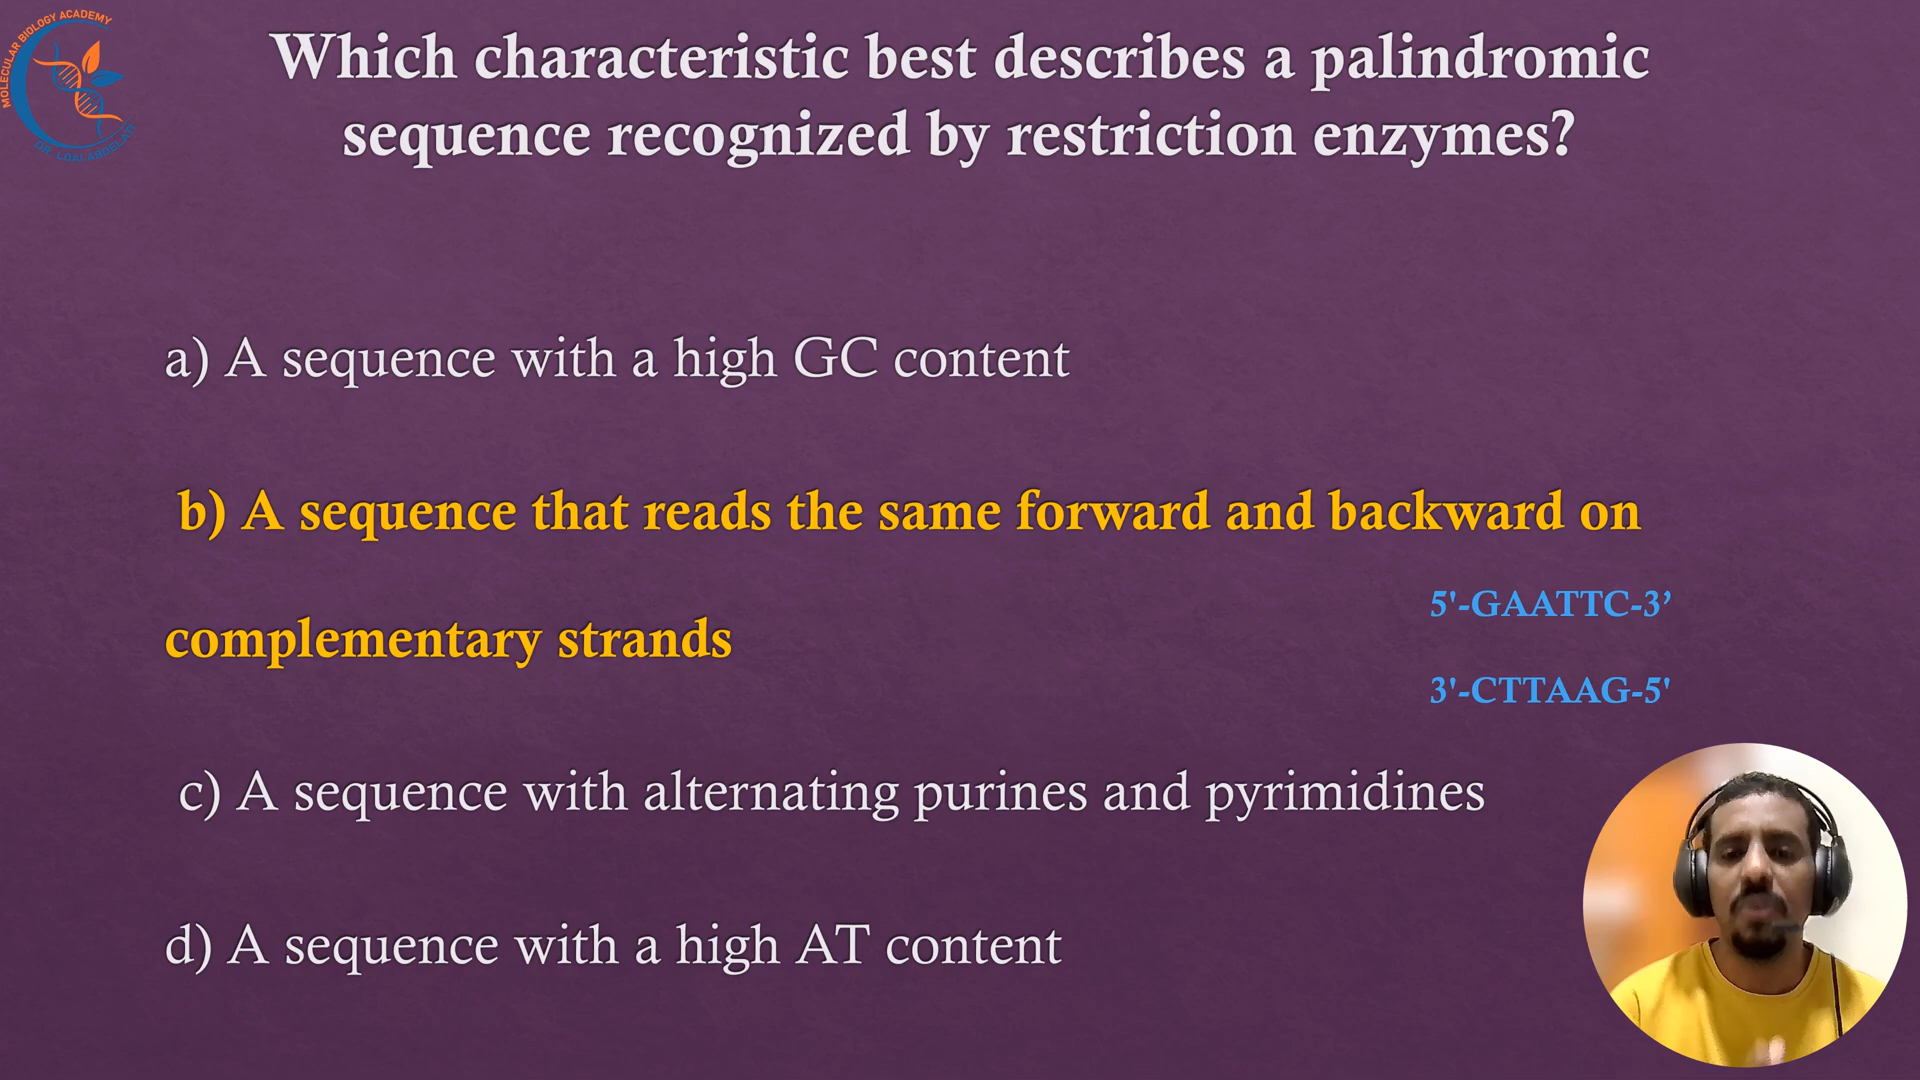 MOLECULAR BIOLOGY ACADEMY
Which characteristic best describes a palindromic
sequence recognized by restriction enzymes?
a) A sequence with a high GC content
b) A sequence that reads the same forward and backward on
complementary strands
5'-GAATTC-3’
3'-CTTAAG-5'
c) A sequence with alternating purines and pyrimidines
d) A sequence with a high AT content